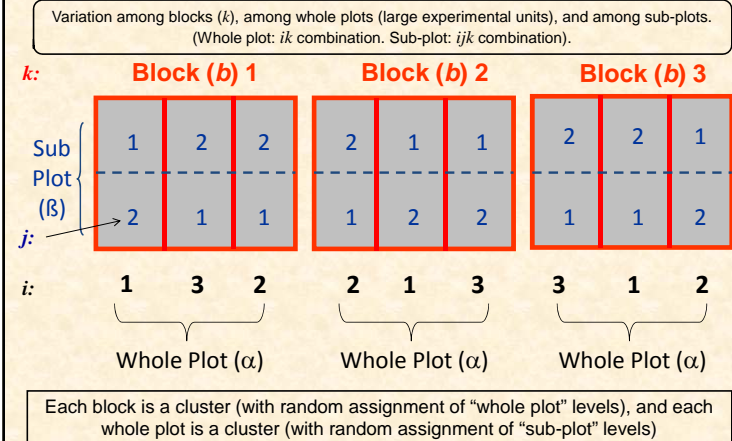 Variation among blocks (k), among whole plots (large experimental units), and among sub-plots.
(Whole plot: ik combination. Sub-plot: ijk combination).
k: Block (b) 1 Block (b) 2 Block (b) 3
Sub
Plot
(ß)
1 2 2 2 1 1 2 2 1
j: 2 1 1 1 2 2 1 1 2
i: 1 3 2 2 1 3 3 1 2
Whole Plot (α) Whole Plot (α) Whole Plot (α)
Each block is a cluster (with random assignment of “whole plot” levels), and each
whole plot is a cluster (with random assignment of “sub-plot” levels)